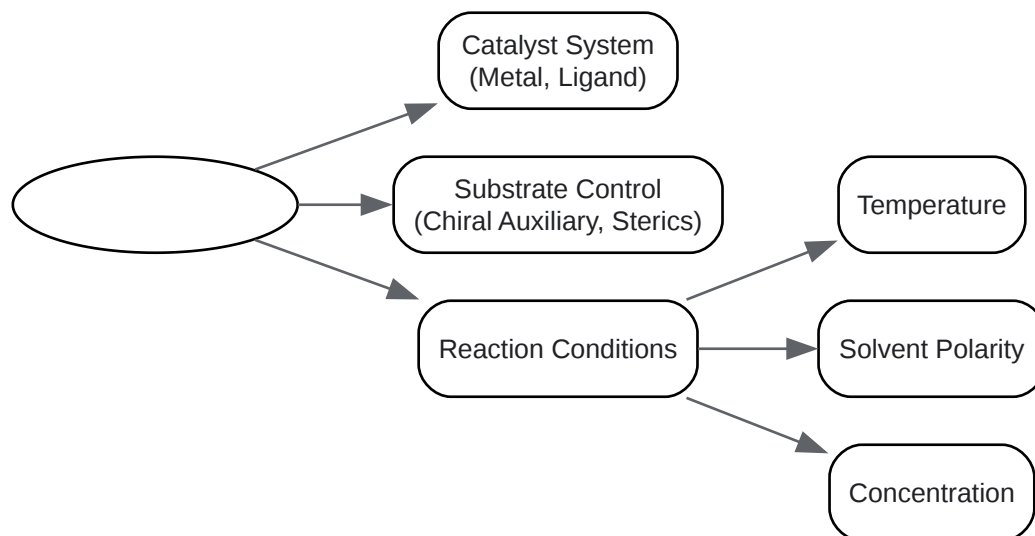 Catalyst System
(Metal, Ligand)
Substrate Control
(Chiral Auxiliary, Sterics)
Temperature
Reaction Conditions
Solvent Polarity
Concentration